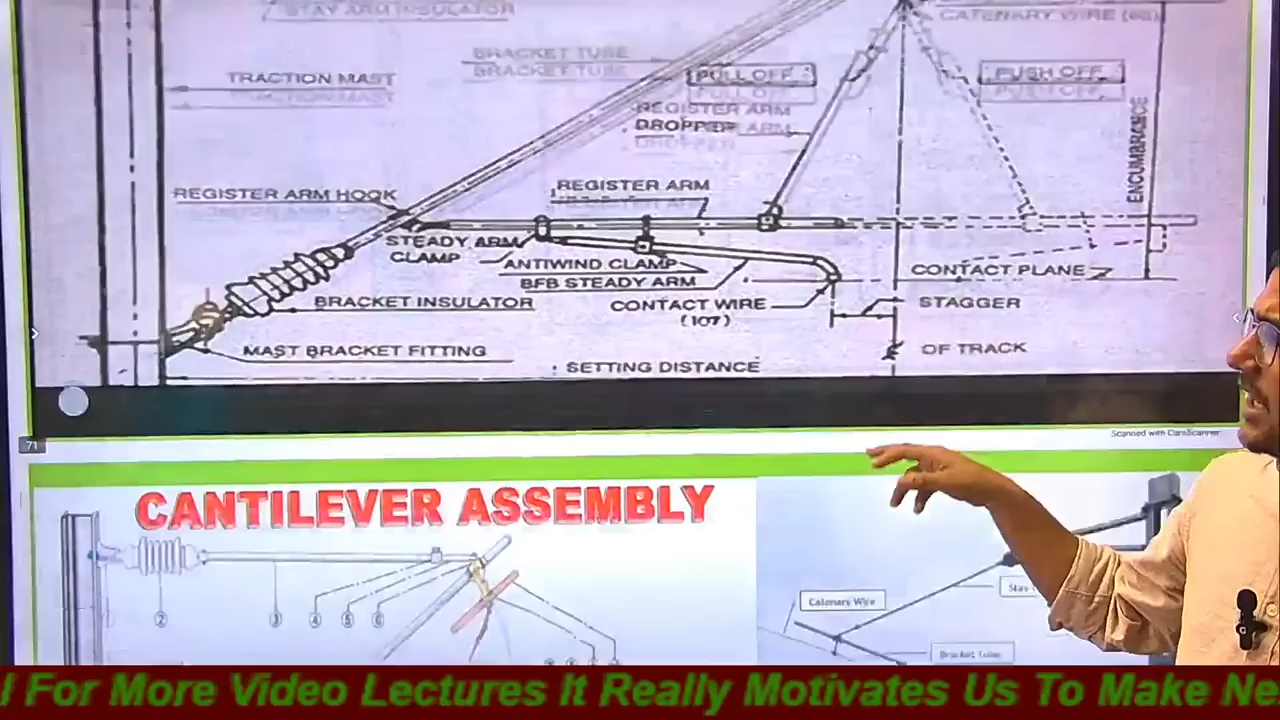 STAY ARM INSULATOR
CATENARY WIRE (65)
BRACKET TUBE
TRACTION MAST
PULL OFF
PUSH OFF
REGISTER ARM
DROPPER
ENCUMBRANCE
REGISTER ARM HOOK
REGISTER ARM
STEADY ARM
CLAMP
ANTIWIND CLAMP
BFB STEADY ARM
CONTACT PLANE
BRACKET INSULATOR
CONTACT WIRE
(107)
STAGGER
MAST BRACKET FITTING
OF TRACK
SETTING DISTANCE
71
Scanned with CamScanner
CANTILEVER ASSEMBLY
2
3
4
5
6
Catenary Wire
Stay
Bracket Tube
l For More Video Lectures It Really Motivates Us To Make Ne